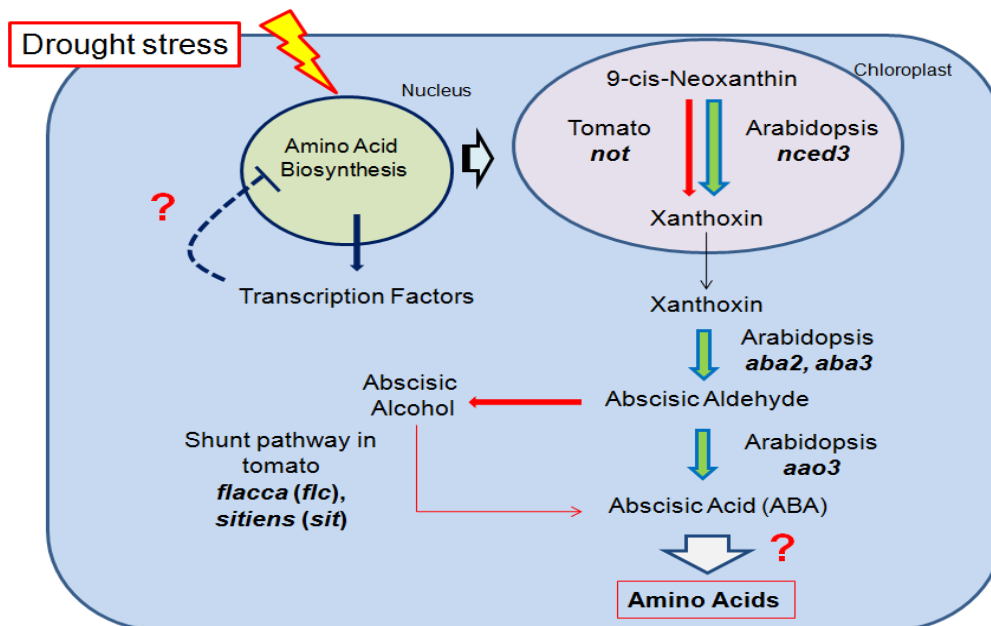 Drought stress
Nucleus
Amino Acid
Biosynthesis
?
Transcription Factors
Chloroplast
9-cis-Neoxanthin
Tomato
not
Arabidopsis
nced3
Xanthoxin
Xanthoxin
Arabidopsis
aba2, aba3
Abscisic
Alcohol
Abscisic Aldehyde
Shunt pathway in
tomato
flacca (flc),
sitiens (sit)
Arabidopsis
aao3
Abscisic Acid (ABA)
?
Amino Acids